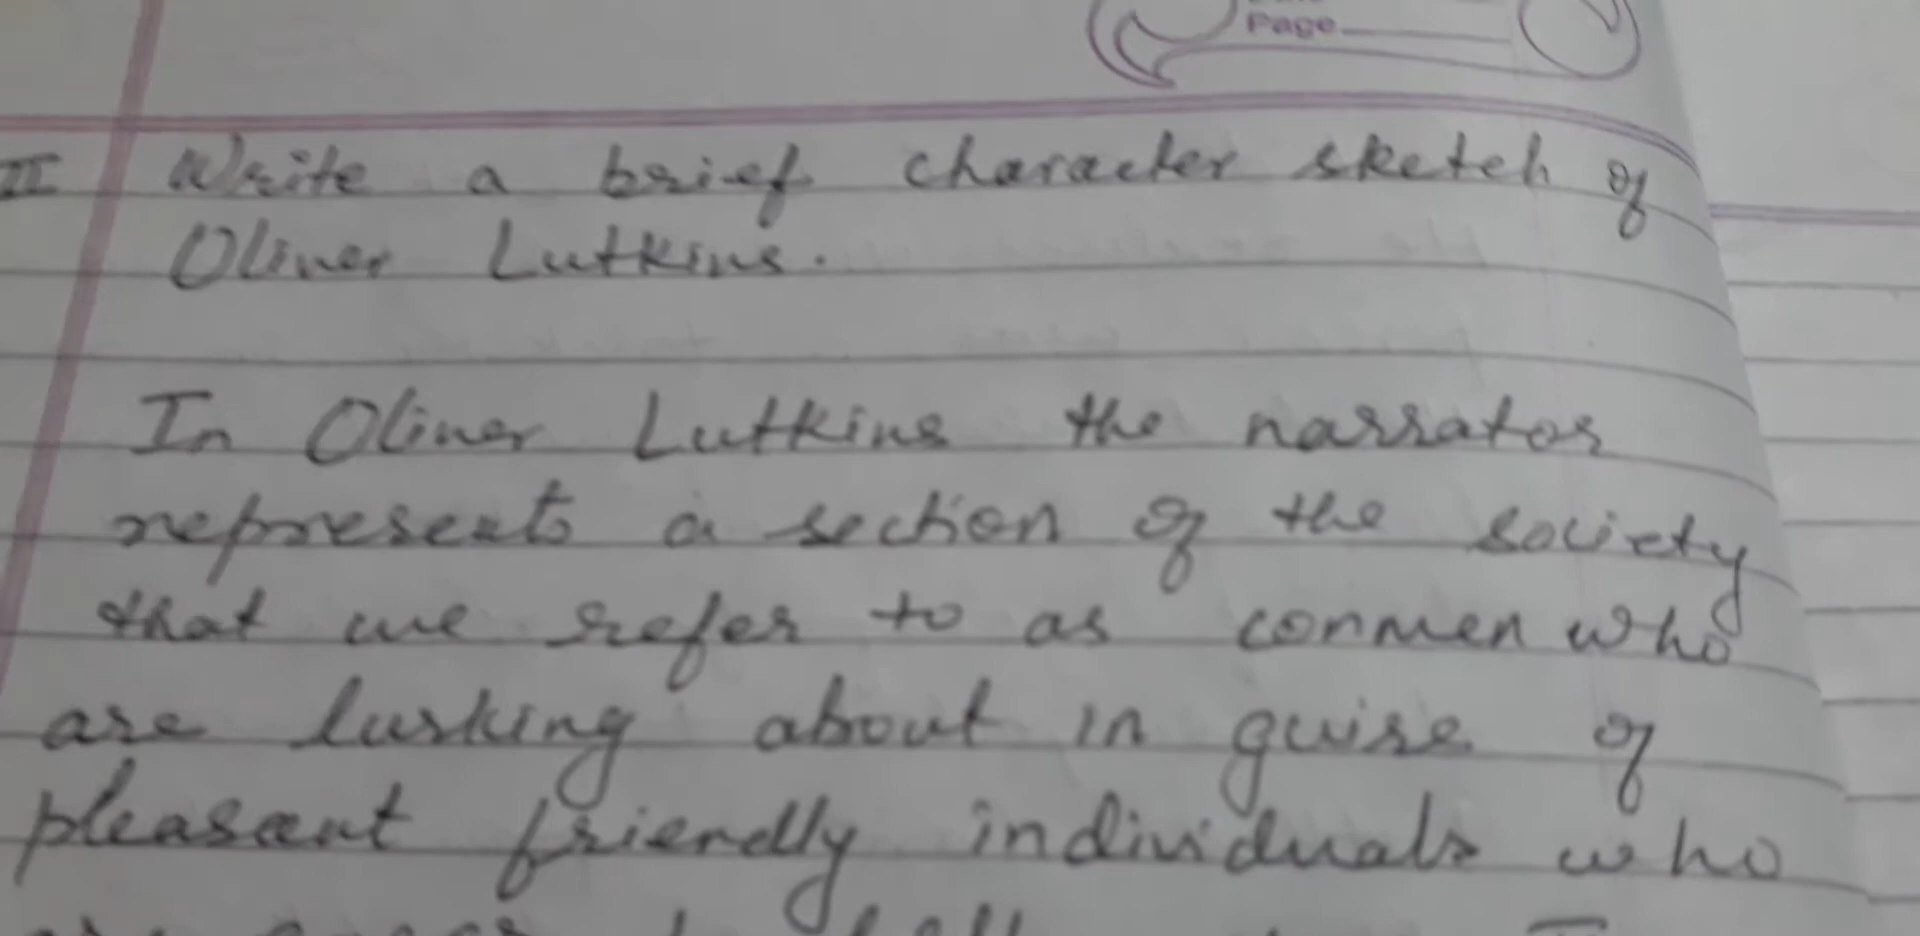 Page
II Write a brief character sketch of
Oliver Lutkins.
In Oliver Lutkins the narrator
represents a section of the society
that we refer to as conmen who
are lurking about in guise of
pleasant friendly individuals who